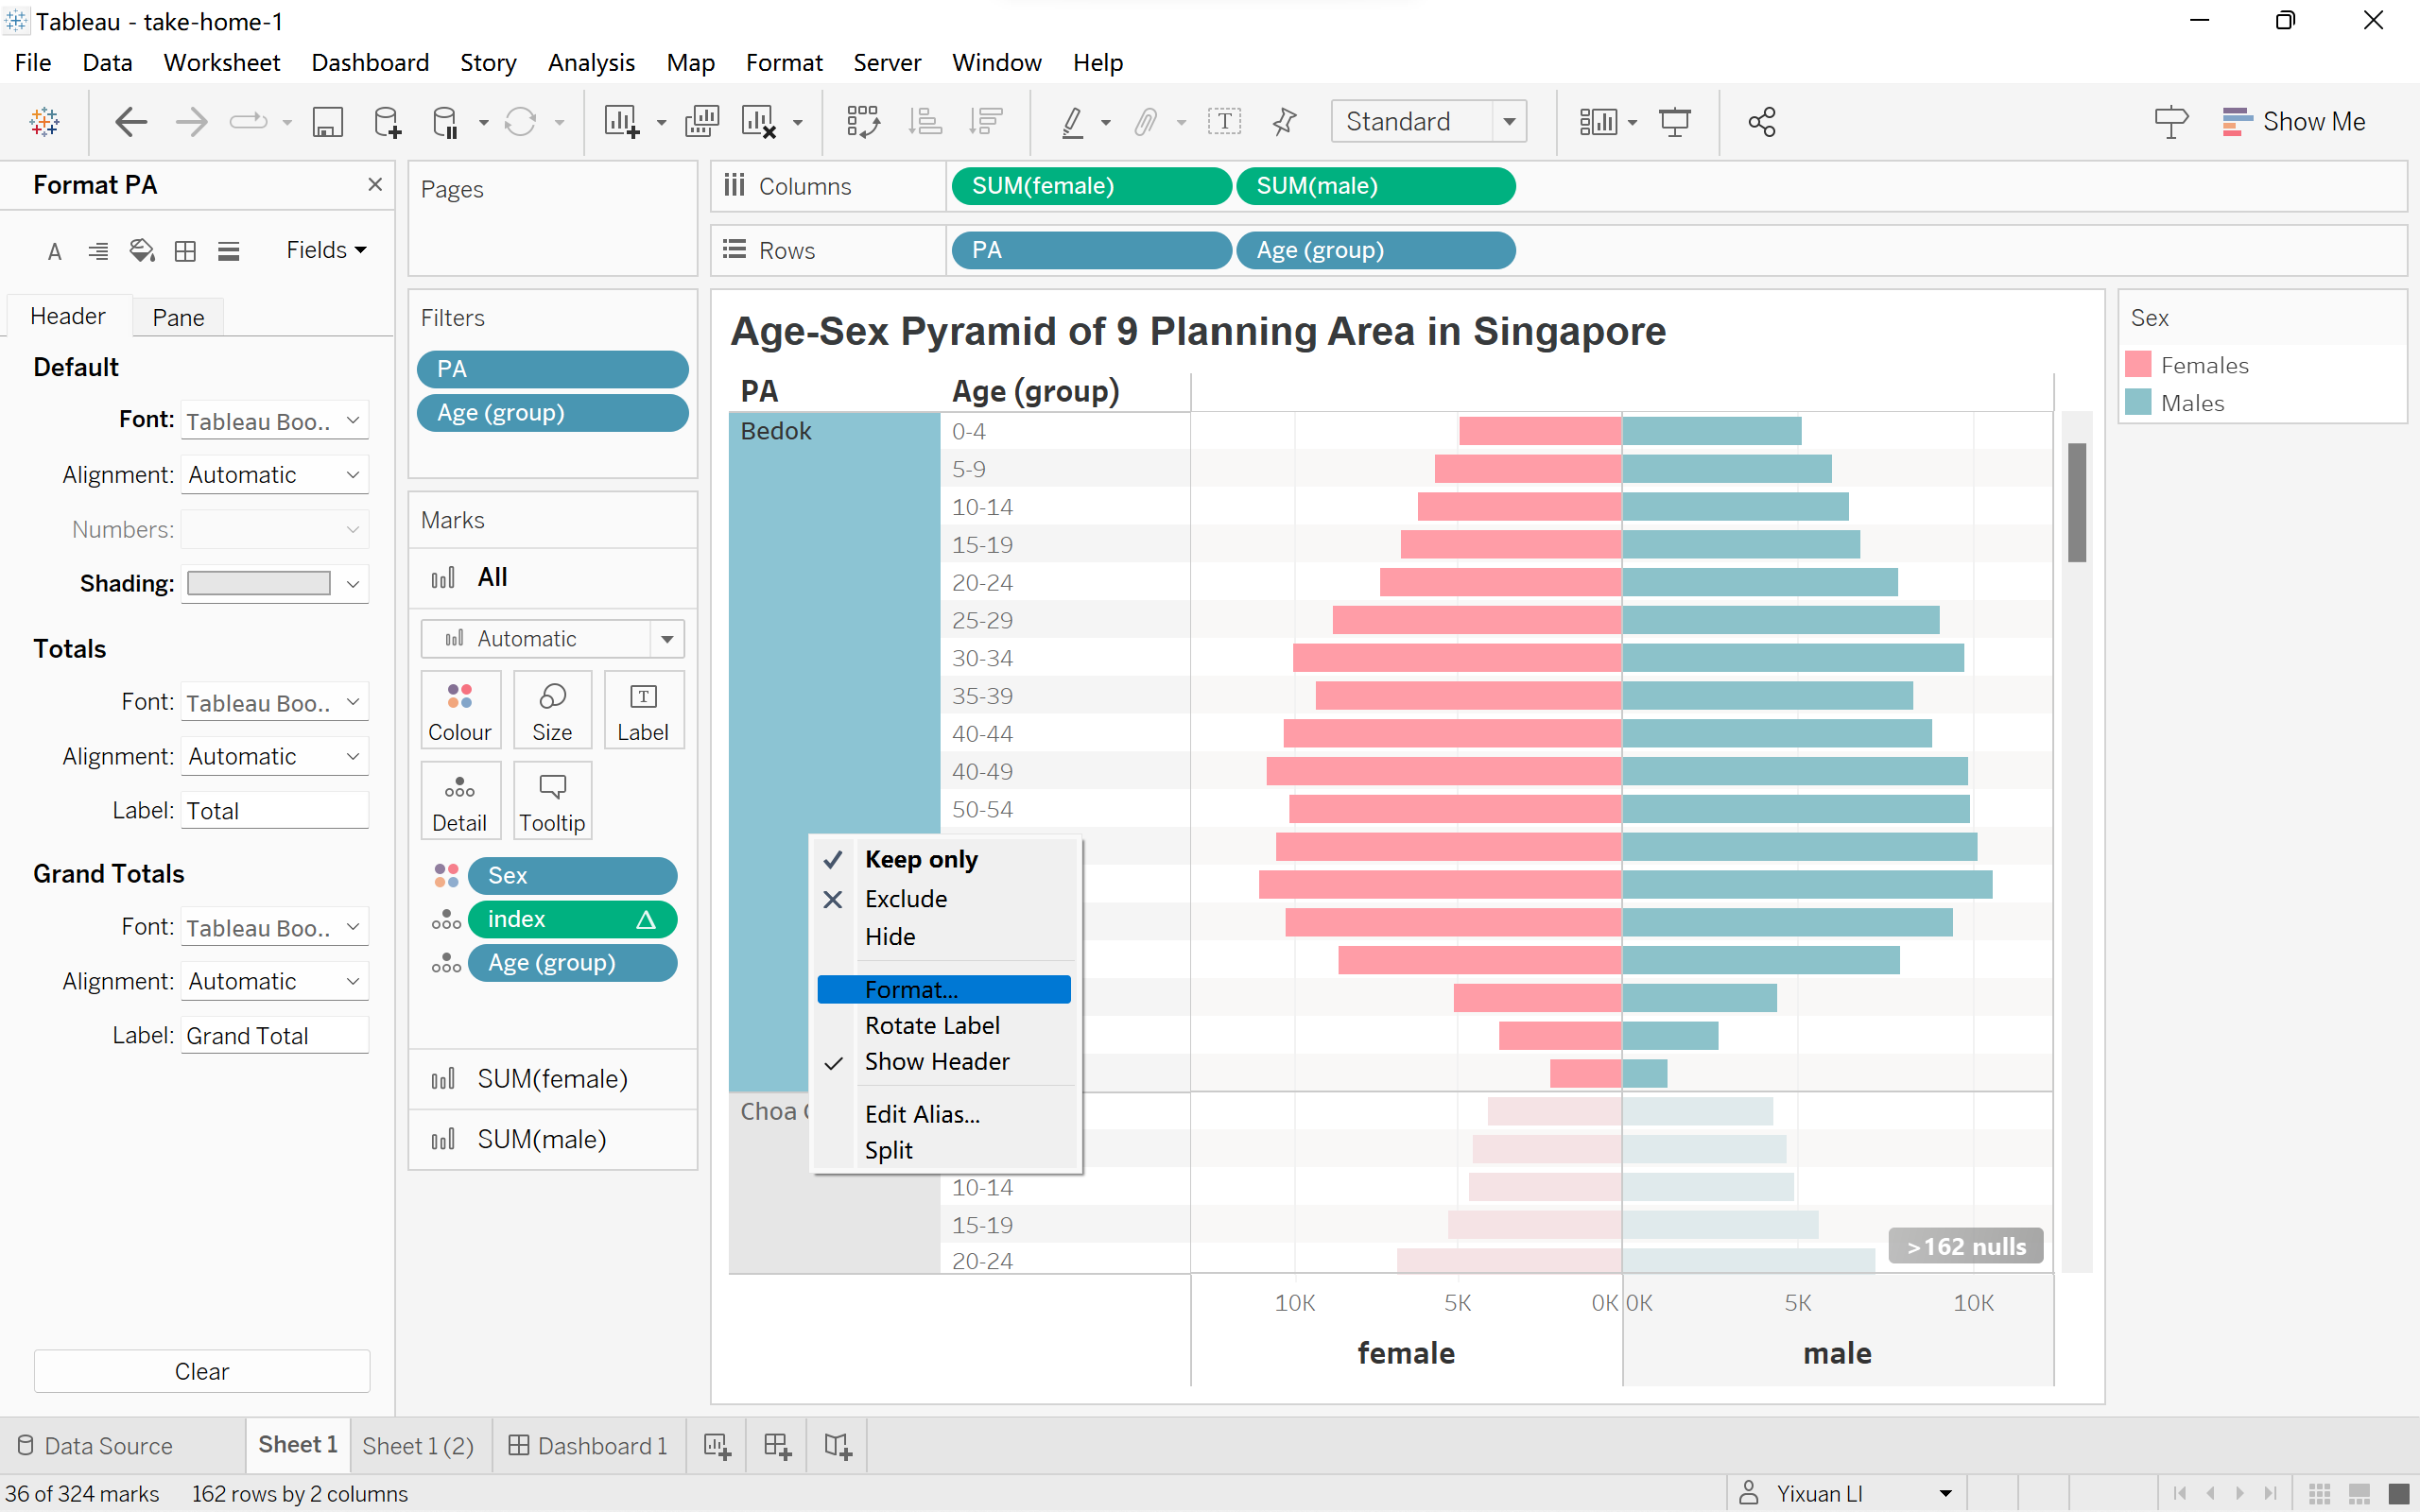 Tableau - take-home-1
File Data Worksheet Dashboard Story Analysis Map Format Server Window Help
Standard
Show Me
Format PA
Fields
Header Pane
Default
Font: Tableau Boo..
Alignment: Automatic
Numbers:
Shading:
Totals
Font: Tableau Boo..
Alignment: Automatic
Label: Total
Grand Totals
Font: Tableau Boo..
Alignment: Automatic
Label: Grand Total
Clear
Pages
Filters
PA
Age (group)
Marks
All
Automatic
Colour Size Label
Detail Tooltip
Sex
index
Age (group)
SUM(female)
SUM(male)
Columns SUM(female) SUM(male)
Rows PA Age (group)
Age-Sex Pyramid of 9 Planning Area in Singapore
PA Age (group)
Bedok 0-4
5-9
10-14
15-19
20-24
25-29
30-34
35-39
40-44
40-49
50-54
Keep only
Exclude
Hide
Format...
Rotate Label
Show Header
Edit Alias...
Split
Choa
10-14
15-19
20-24
>162 nulls
10K 5K 0K 0K 5K 10K
female male
Sex
Females
Males
Data Source Sheet 1 Sheet 1 (2) Dashboard 1
36 of 324 marks 162 rows by 2 columns Yixuan LI